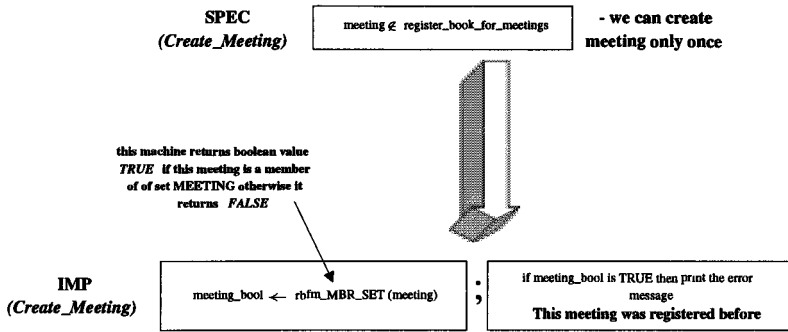 SPEC
(Create_Meeting)
meeting ∉ register_book_for_meetings
- we can create
meeting only once
this machine returns boolean value
TRUE if this meeting is a member
of of set MEETING otherwise it
returns FALSE
IMP
(Create_Meeting)
meeting_bool ← rbfm_MBR_SET (meeting)
;
if meeting_bool is TRUE then print the error
message
This meeting was registered before